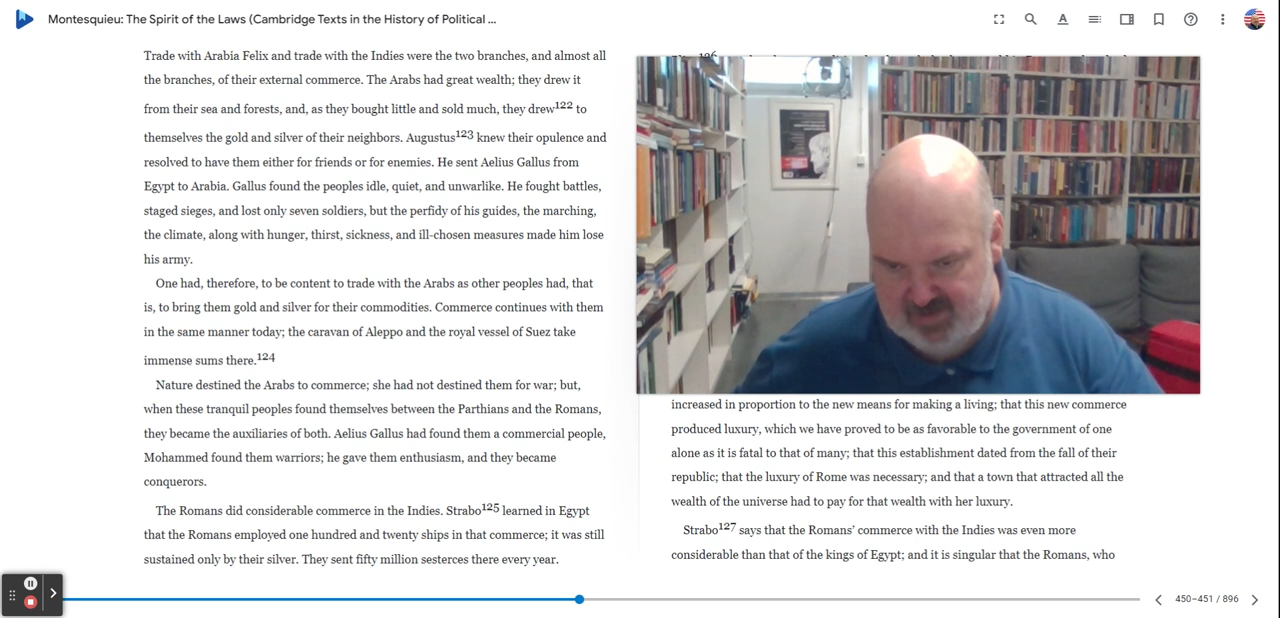 Montesquieu: The Spirit of the Laws (Cambridge Texts in the History of Political ...
Trade with Arabia Felix and trade with the Indies were the two branches, and almost all
the branches, of their external commerce. The Arabs had great wealth; they drew it
from their sea and forests, and, as they bought little and sold much, they drew122 to
themselves the gold and silver of their neighbors. Augustus123 knew their opulence and
resolved to have them either for friends or for enemies. He sent Aelius Gallus from
Egypt to Arabia. Gallus found the peoples idle, quiet, and unwarlike. He fought battles,
staged sieges, and lost only seven soldiers, but the perfidy of his guides, the marching,
the climate, along with hunger, thirst, sickness, and ill-chosen measures made him lose
his army.
One had, therefore, to be content to trade with the Arabs as other peoples had, that
is, to bring them gold and silver for their commodities. Commerce continues with them
in the same manner today; the caravan of Aleppo and the royal vessel of Suez take
immense sums there.124
Nature destined the Arabs to commerce; she had not destined them for war; but,
when these tranquil peoples found themselves between the Parthians and the Romans,
they became the auxiliaries of both. Aelius Gallus had found them a commercial people,
Mohammed found them warriors; he gave them enthusiasm, and they became
conquerors.
The Romans did considerable commerce in the Indies. Strabo125 learned in Egypt
that the Romans employed one hundred and twenty ships in that commerce; it was still
sustained only by their silver. They sent fifty million sesterces there every year.
126
increased in proportion to the new means for making a living; that this new commerce
produced luxury, which we have proved to be as favorable to the government of one
alone as it is fatal to that of many; that this establishment dated from the fall of their
republic; that the luxury of Rome was necessary; and that a town that attracted all the
wealth of the universe had to pay for that wealth with her luxury.
Strabo127 says that the Romans' commerce with the Indies was even more
considerable than that of the kings of Egypt; and it is singular that the Romans, who
450–451 / 896